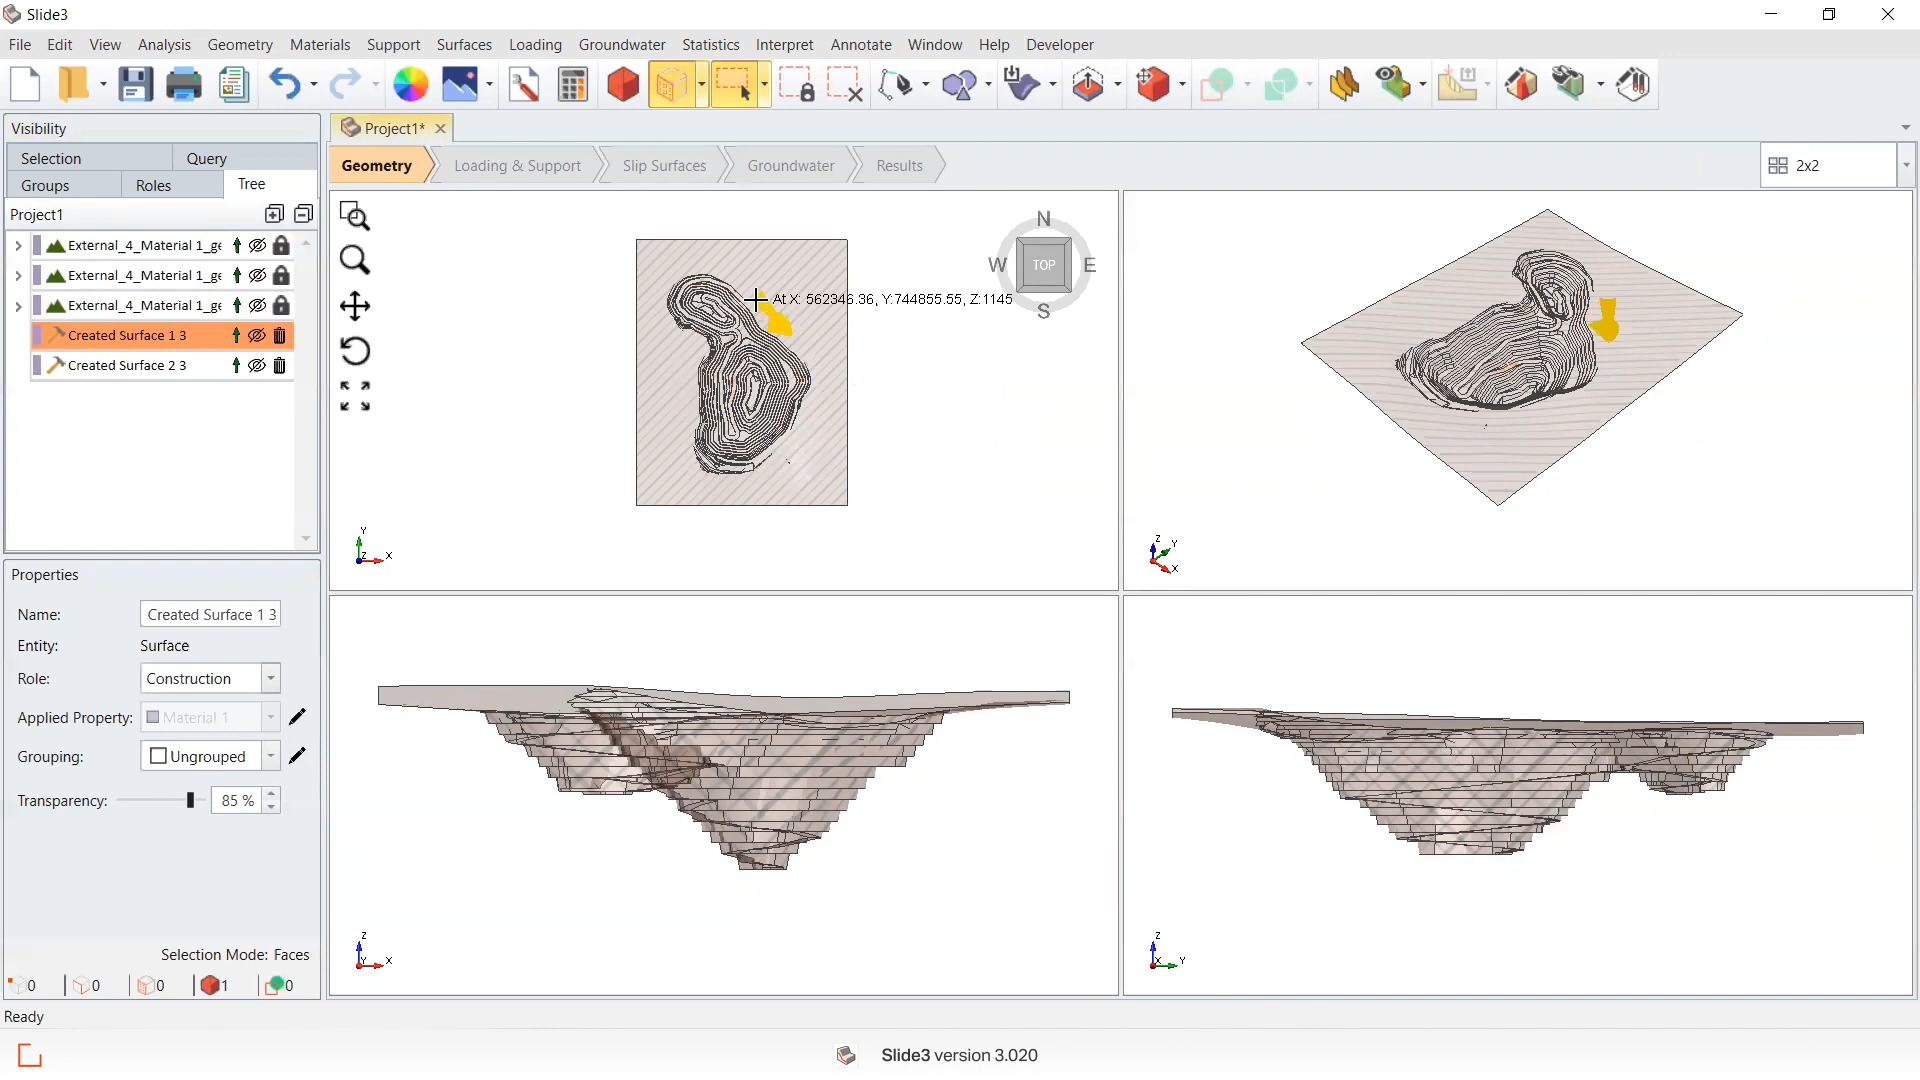 Slide3
File Edit View Analysis Geometry Materials Support Surfaces Loading Groundwater Statistics Interpret Annotate Window Help Developer
Visibility
Selection Query
Groups Roles Tree
Project1
External_4_Material 1_ge
External_4_Material 1_ge
External_4_Material 1_ge
Created Surface 1 3
Created Surface 2 3
Project1*
Geometry Loading & Support Slip Surfaces Groundwater Results
2x2
N
W TOP E
S
At X: 562346.36, Y:744855.55, Z:1145
Y
Z X
Z
Y
X
Z
Y X
Z
X Y
Properties
Name: Created Surface 1 3
Entity: Surface
Role: Construction
Applied Property: Material 1
Grouping: Ungrouped
Transparency: 85 %
Selection Mode: Faces
0 0 0 1 0
Ready
Slide3 version 3.020